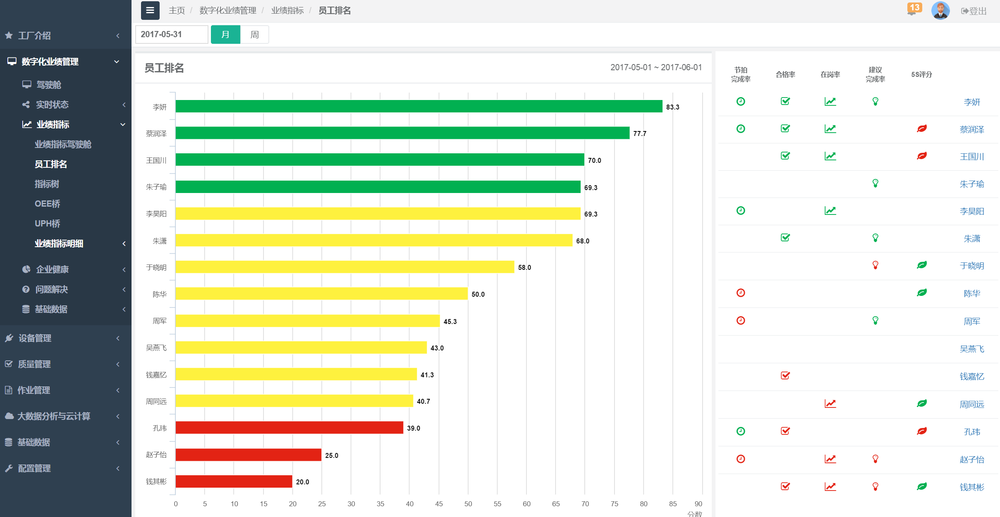 主页 / 数字化业绩管理 / 业绩指标 / 员工排名
13
登出
工厂介绍
数字化业绩管理
驾驶舱
实时状态
业绩指标
业绩指标驾驶舱
员工排名
指标树
OEE桥
UPH桥
业绩指标明细
企业健康
问题解决
基础数据
设备管理
质量管理
作业管理
大数据分析与云计算
基础数据
配置管理
2017-05-31 月 周
员工排名 2017-05-01 ~ 2017-06-01
李妍 83.3
蔡润泽 77.7
王国川 70.0
朱子瑜 69.3
李昊阳 69.3
朱潇 68.0
于晓明 58.0
陈华 50.0
周军 45.3
吴燕飞 43.0
钱嘉忆 41.3
周同远 40.7
孔玮 39.0
赵子怡 25.0
钱其彬 20.0
0 5 10 15 20 25 30 35 40 45 50 55 60 65 70 75 80 85 90
分数
节拍 建议
完成率 合格率 在岗率 完成率 5S评分
李妍
蔡润泽
王国川
朱子瑜
李昊阳
朱潇
于晓明
陈华
周军
吴燕飞
钱嘉忆
周同远
孔玮
赵子怡
钱其彬